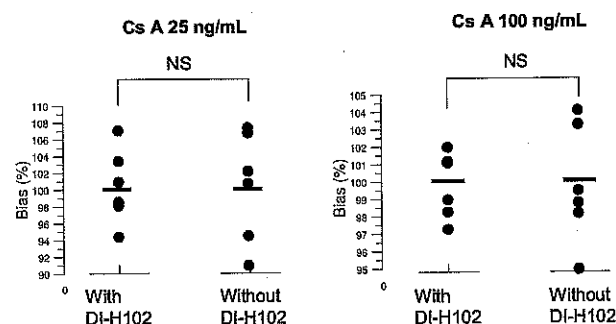 Cs A 25 ng/mL
NS
Bias (%)
110
108
106
104
102
100
98
96
94
92
90
0
With
DI-H102
Without
DI-H102
Cs A 100 ng/mL
NS
Bias (%)
105
104
103
102
101
100
99
98
97
96
95
0
With
DI-H102
Without
DI-H102